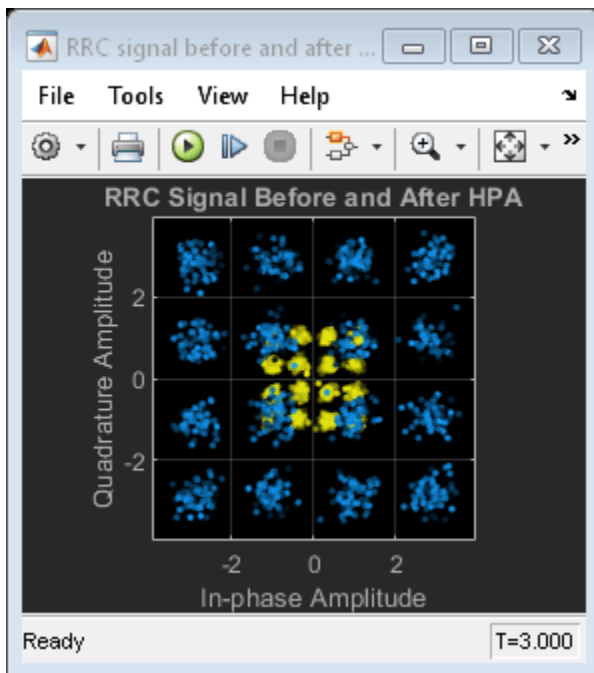 RRC signal before and after ...
File Tools View Help
RRC Signal Before and After HPA
Quadrature Amplitude
2
0
-2
-2 0 2
In-phase Amplitude
Ready T=3.000